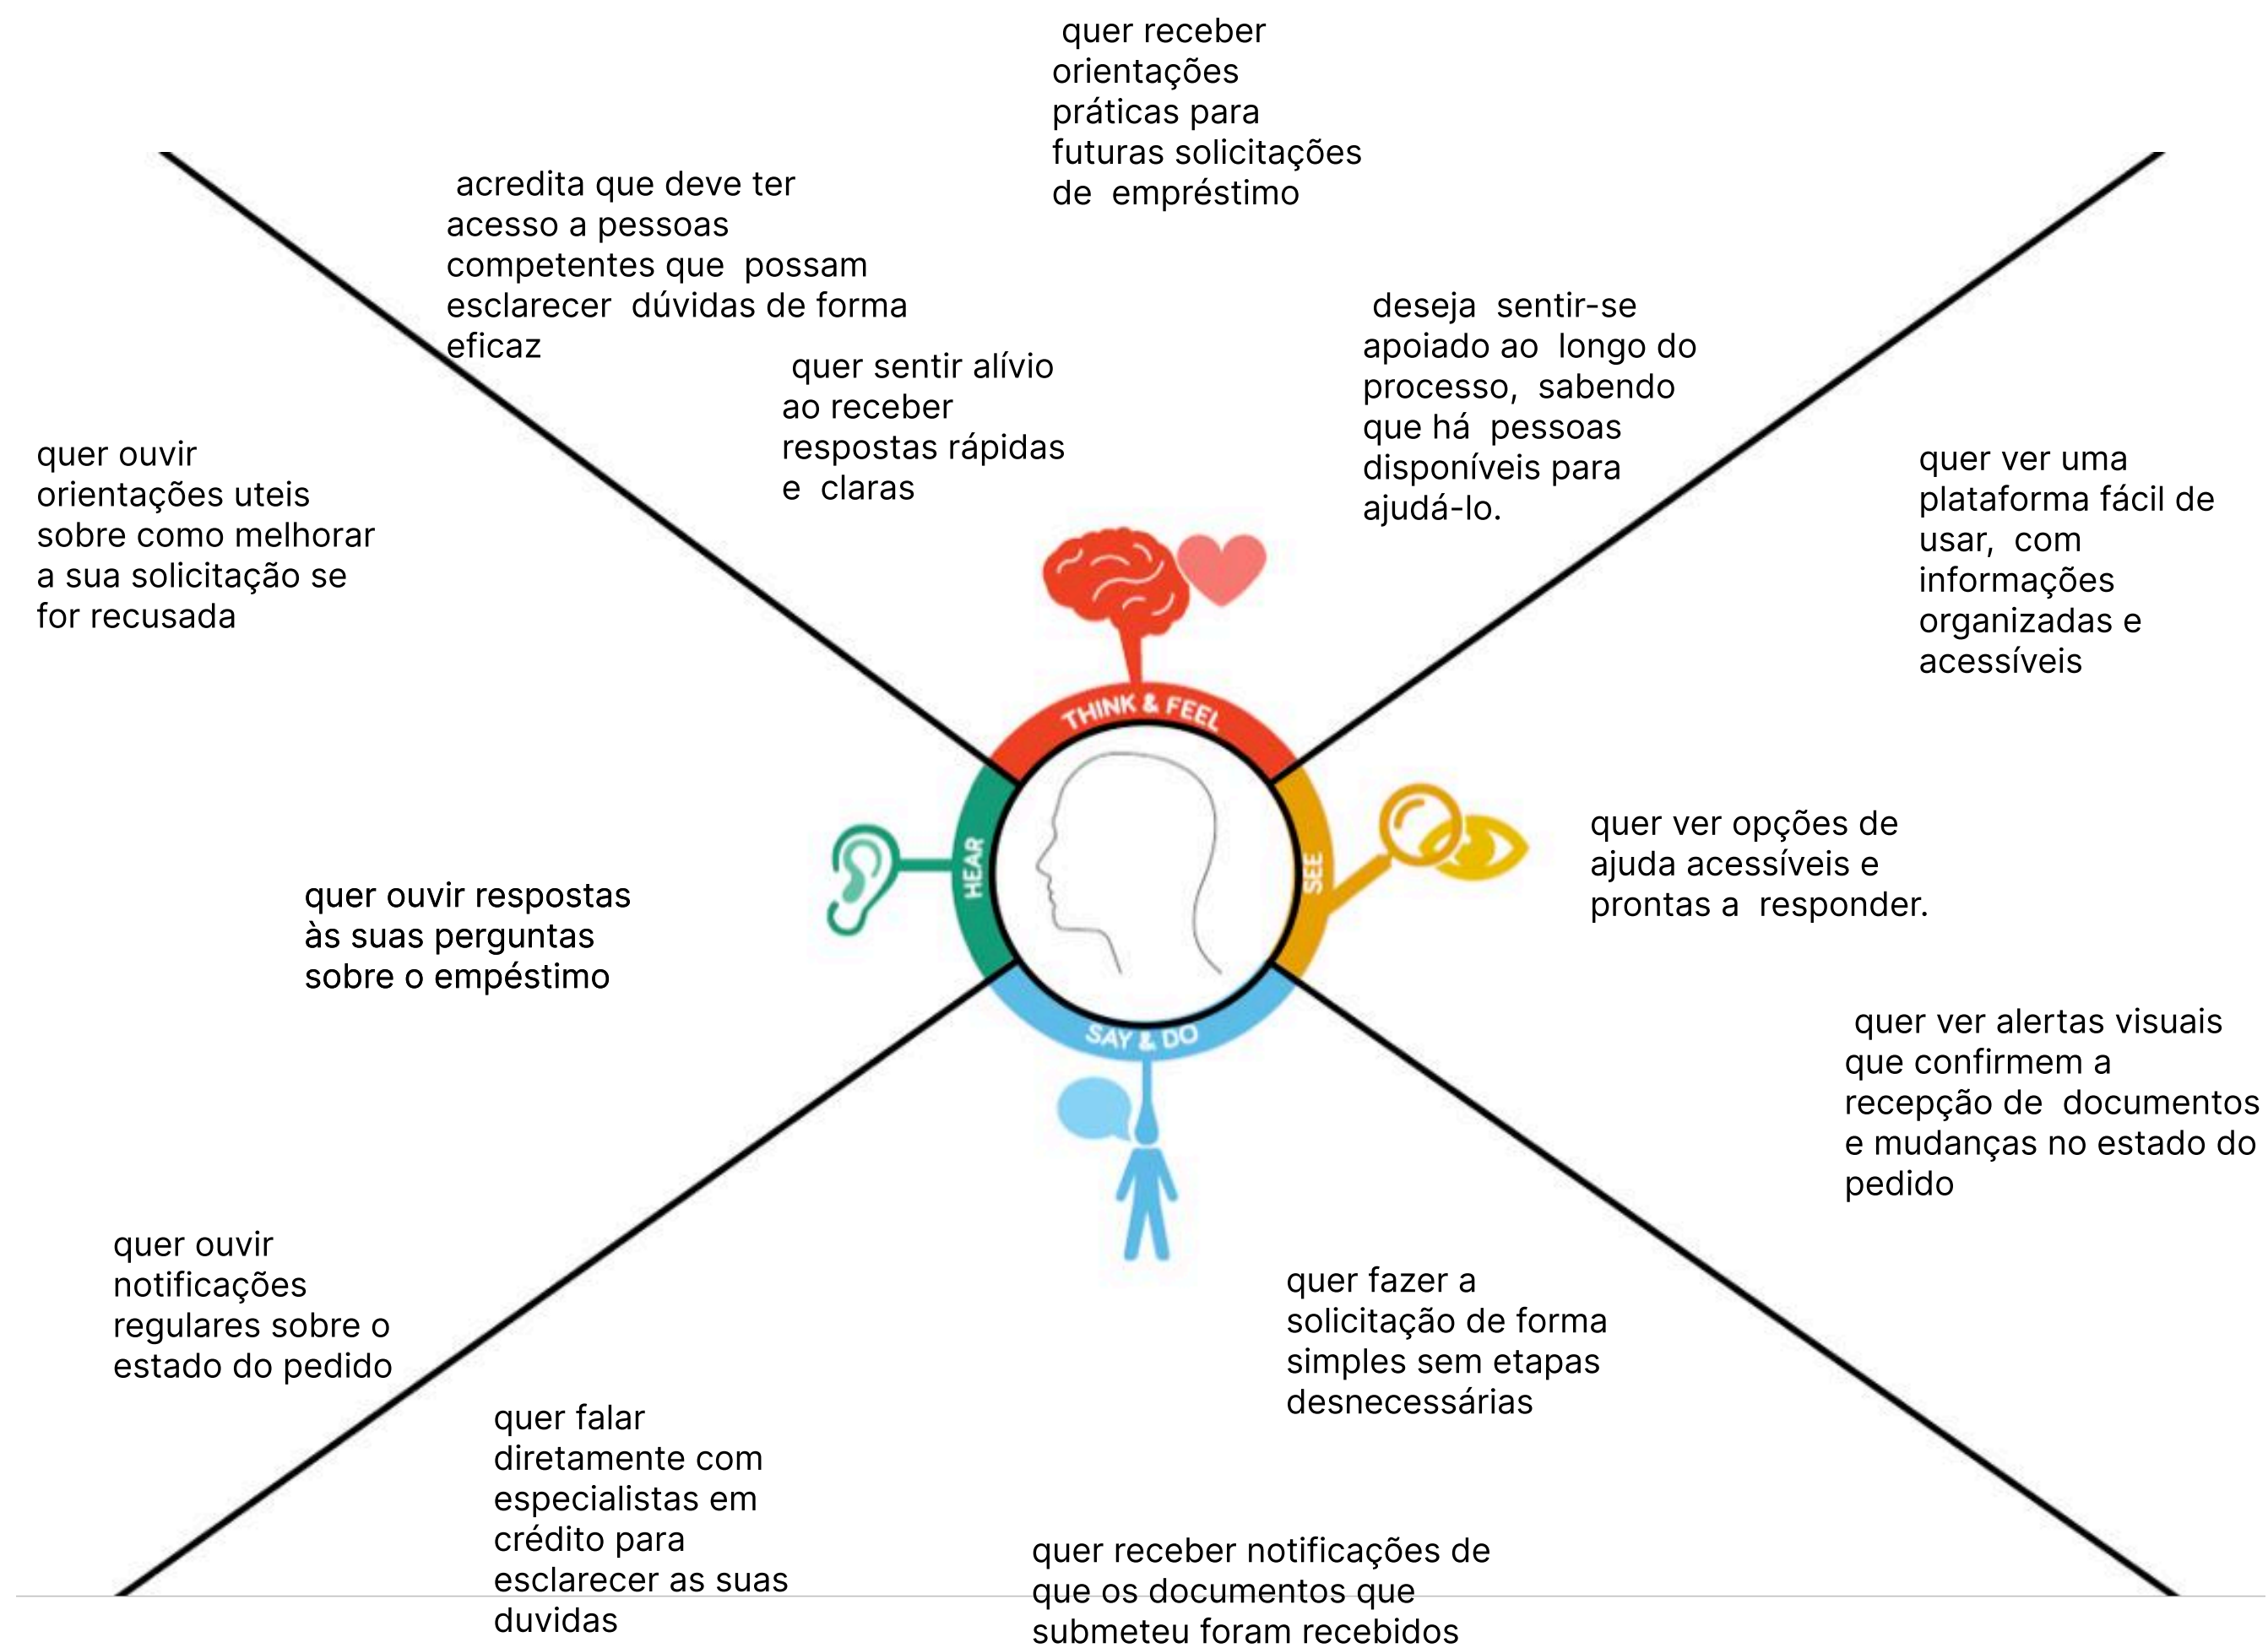 quer receber
orientações
práticas para
futuras solicitações
de empréstimo
acredita que deve ter
acesso a pessoas
competentes que possam
esclarecer dúvidas de forma
eficaz
quer sentir alívio
ao receber
respostas rápidas
e claras
deseja sentir-se
apoiado ao longo do
processo, sabendo
que há pessoas
disponíveis para
ajudá-lo.
quer ouvir
orientações uteis
sobre como melhorar
a sua solicitação se
for recusada
quer ver uma
plataforma fácil de
usar, com
informações
organizadas e
acessíveis
THINK & FEEL
HEAR
SEE
SAY & DO
quer ver opções de
ajuda acessíveis e
prontas a responder.
quer ouvir respostas
às suas perguntas
sobre o empéstimo
quer ver alertas visuais
que confirmem a
recepção de documentos
e mudanças no estado do
pedido
quer ouvir
notificações
regulares sobre o
estado do pedido
quer fazer a
solicitação de forma
simples sem etapas
desnecessárias
quer falar
diretamente com
especialistas em
crédito para
esclarecer as suas
duvidas
quer receber notificações de
que os documentos que
submeteu foram recebidos